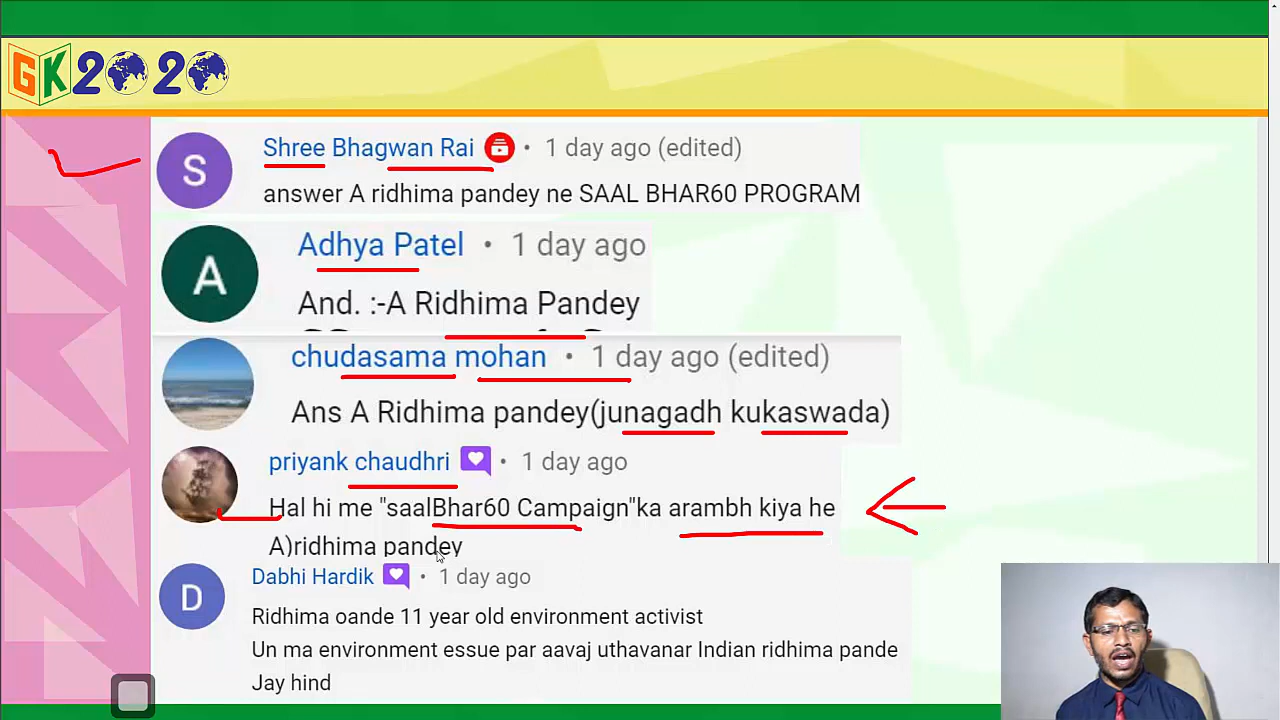 GK2020
S
Shree Bhagwan Rai • 1 day ago (edited)
answer A ridhima pandey ne SAAL BHAR60 PROGRAM
A
Adhya Patel • 1 day ago
And. :-A Ridhima Pandey
chudasama mohan • 1 day ago (edited)
Ans A Ridhima pandey(junagadh kukaswada)
priyank chaudhri • 1 day ago
Hal hi me "saalBhar60 Campaign"ka arambh kiya he
A)ridhima pandey
D
Dabhi Hardik • 1 day ago
Ridhima oande 11 year old environment activist
Un ma environment essue par aavaj uthavanar Indian ridhima pande
Jay hind